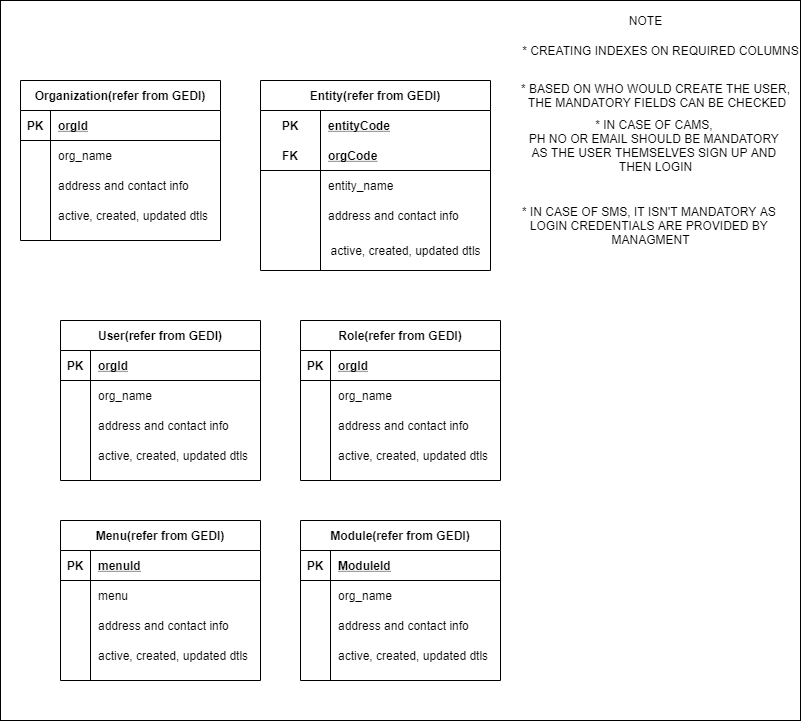 NOTE
* CREATING INDEXES ON REQUIRED COLUMNS
* BASED ON WHO WOULD CREATE THE USER,
THE MANDATORY FIELDS CAN BE CHECKED
* IN CASE OF CAMS,
PH NO OR EMAIL SHOULD BE MANDATORY
AS THE USER THEMSELVES SIGN UP AND
THEN LOGIN
* IN CASE OF SMS, IT ISN'T MANDATORY AS
LOGIN CREDENTIALS ARE PROVIDED BY
MANAGMENT
Organization(refer from GEDI)
PK orgId
org_name
address and contact info
active, created, updated dtls
Entity(refer from GEDI)
PK entityCode
FK orgCode
entity_name
address and contact info
active, created, updated dtls
User(refer from GEDI)
PK orgId
org_name
address and contact info
active, created, updated dtls
Role(refer from GEDI)
PK orgId
org_name
address and contact info
active, created, updated dtls
Menu(refer from GEDI)
PK menuId
menu
address and contact info
active, created, updated dtls
Module(refer from GEDI)
PK ModuleId
org_name
address and contact info
active, created, updated dtls